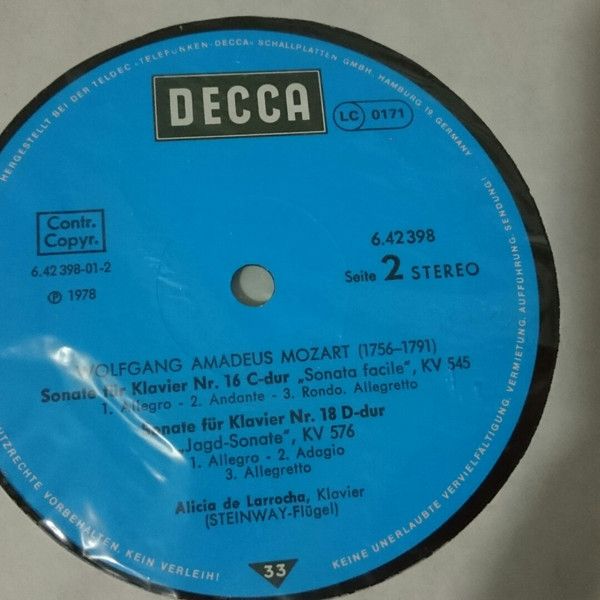 HERGESTELLT BEI DER TELDEC »TELEFUNKEN-DECCA« SCHALLPLATTEN GMBH, HAMBURG 19, GERMANY
DECCA
LC 0171
Contr.
Copyr.
6.42 398-01-2
℗ 1978
6.42 398
Seite 2 STEREO
WOLFGANG AMADEUS MOZART (1756–1791)
Sonate für Klavier Nr. 16 C-dur „Sonata facile", KV 545
1. Allegro - 2. Andante - 3. Rondo. Allegretto
Sonate für Klavier Nr. 18 D-dur
„Jagd-Sonate", KV 576
1. Allegro - 2. Adagio
3. Allegretto
Alicia de Larrocha, Klavier
(STEINWAY-Flügel)
33
KEINE UNERLAUBTE VERVIELFÄLTIGUNG, VERMIETUNG, AUFFÜHRUNG, SENDUNG!
UTZRECHTE VORBEHALTEN. KEIN VERLEIH!